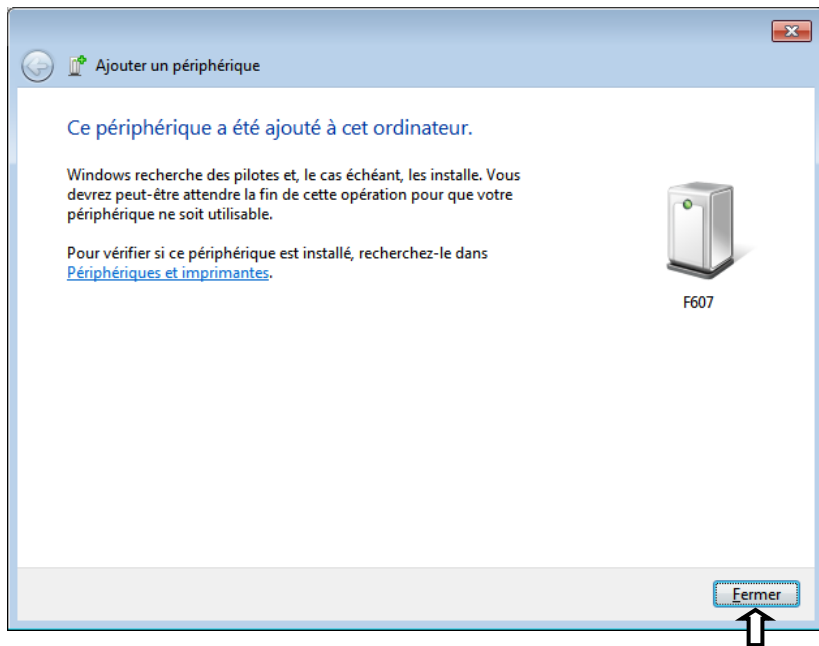 Ajouter un périphérique
Ce périphérique a été ajouté à cet ordinateur.
Windows recherche des pilotes et, le cas échéant, les installe. Vous
devrez peut-être attendre la fin de cette opération pour que votre
périphérique ne soit utilisable.
Pour vérifier si ce périphérique est installé, recherchez-le dans
Périphériques et imprimantes.
F607
Fermer